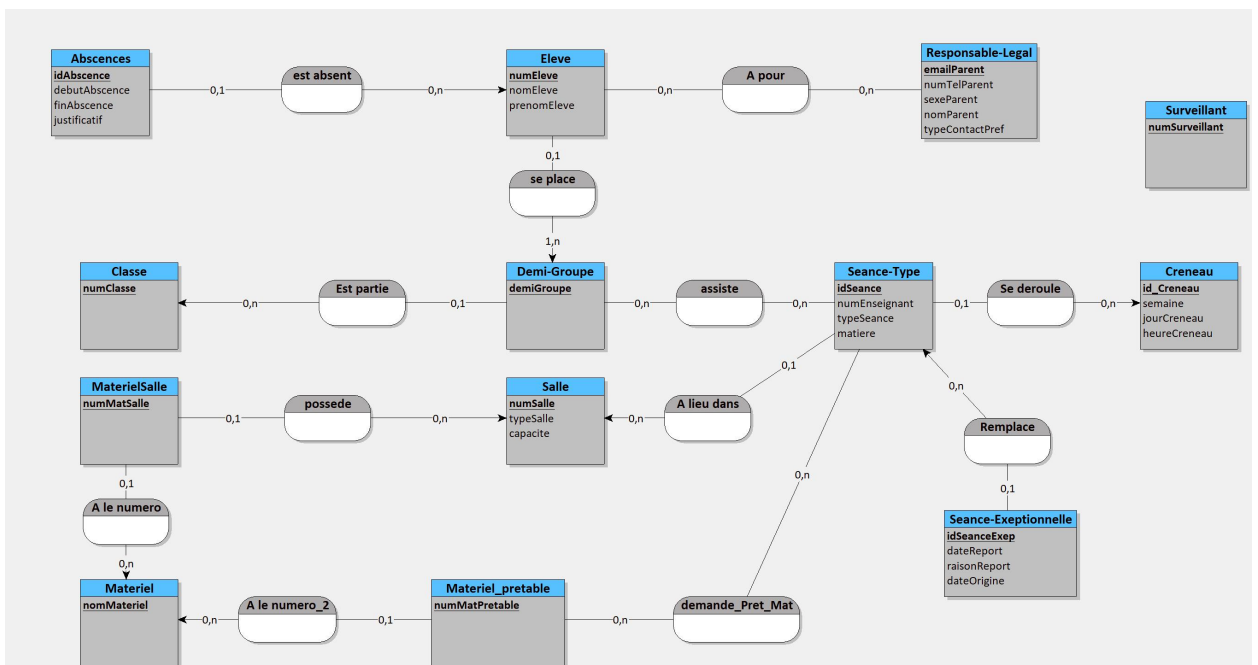 Abscences
idAbscence
debutAbscence
finAbscence
justificatif
0,1
est absent
0,n
Eleve
numEleve
nomEleve
prenomEleve
0,n
A pour
0,n
Responsable-Legal
emailParent
numTelParent
sexeParent
nomParent
typeContactPref
Surveillant
numSurveillant
0,1
se place
1,n
Classe
numClasse
0,n
Est partie
0,1
Demi-Groupe
demiGroupe
0,n
assiste
0,n
Seance-Type
idSeance
numEnseignant
typeSeance
matiere
0,1
Se deroule
0,n
Creneau
id_Creneau
semaine
jourCreneau
heureCreneau
MaterielSalle
numMatSalle
0,1
possede
0,n
Salle
numSalle
typeSalle
capacite
0,n
A lieu dans
0,1
0,n
Remplace
0,1
0,n
Seance-Exeptionnelle
idSeanceExep
dateReport
raisonReport
dateOrigine
0,1
A le numero
0,n
Materiel
nomMateriel
0,n
A le numero_2
0,1
Materiel_pretable
numMatPretable
0,n
demande_Pret_Mat